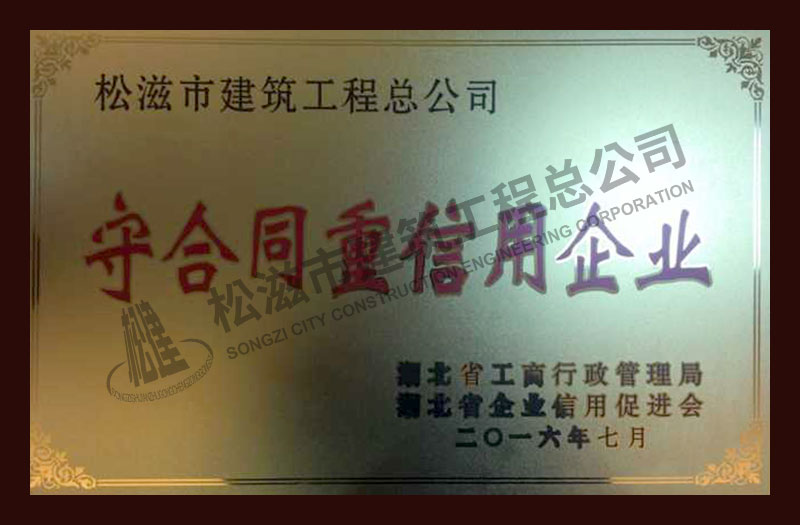 松滋市建筑工程总公司
守合同重信用企业
松滋市建筑工程总公司
SONGZI CITY CONSTRUCTION ENGINEERING CORPORATION
松建
湖北省工商行政管理局
湖北省企业信用促进会
二〇一六年七月